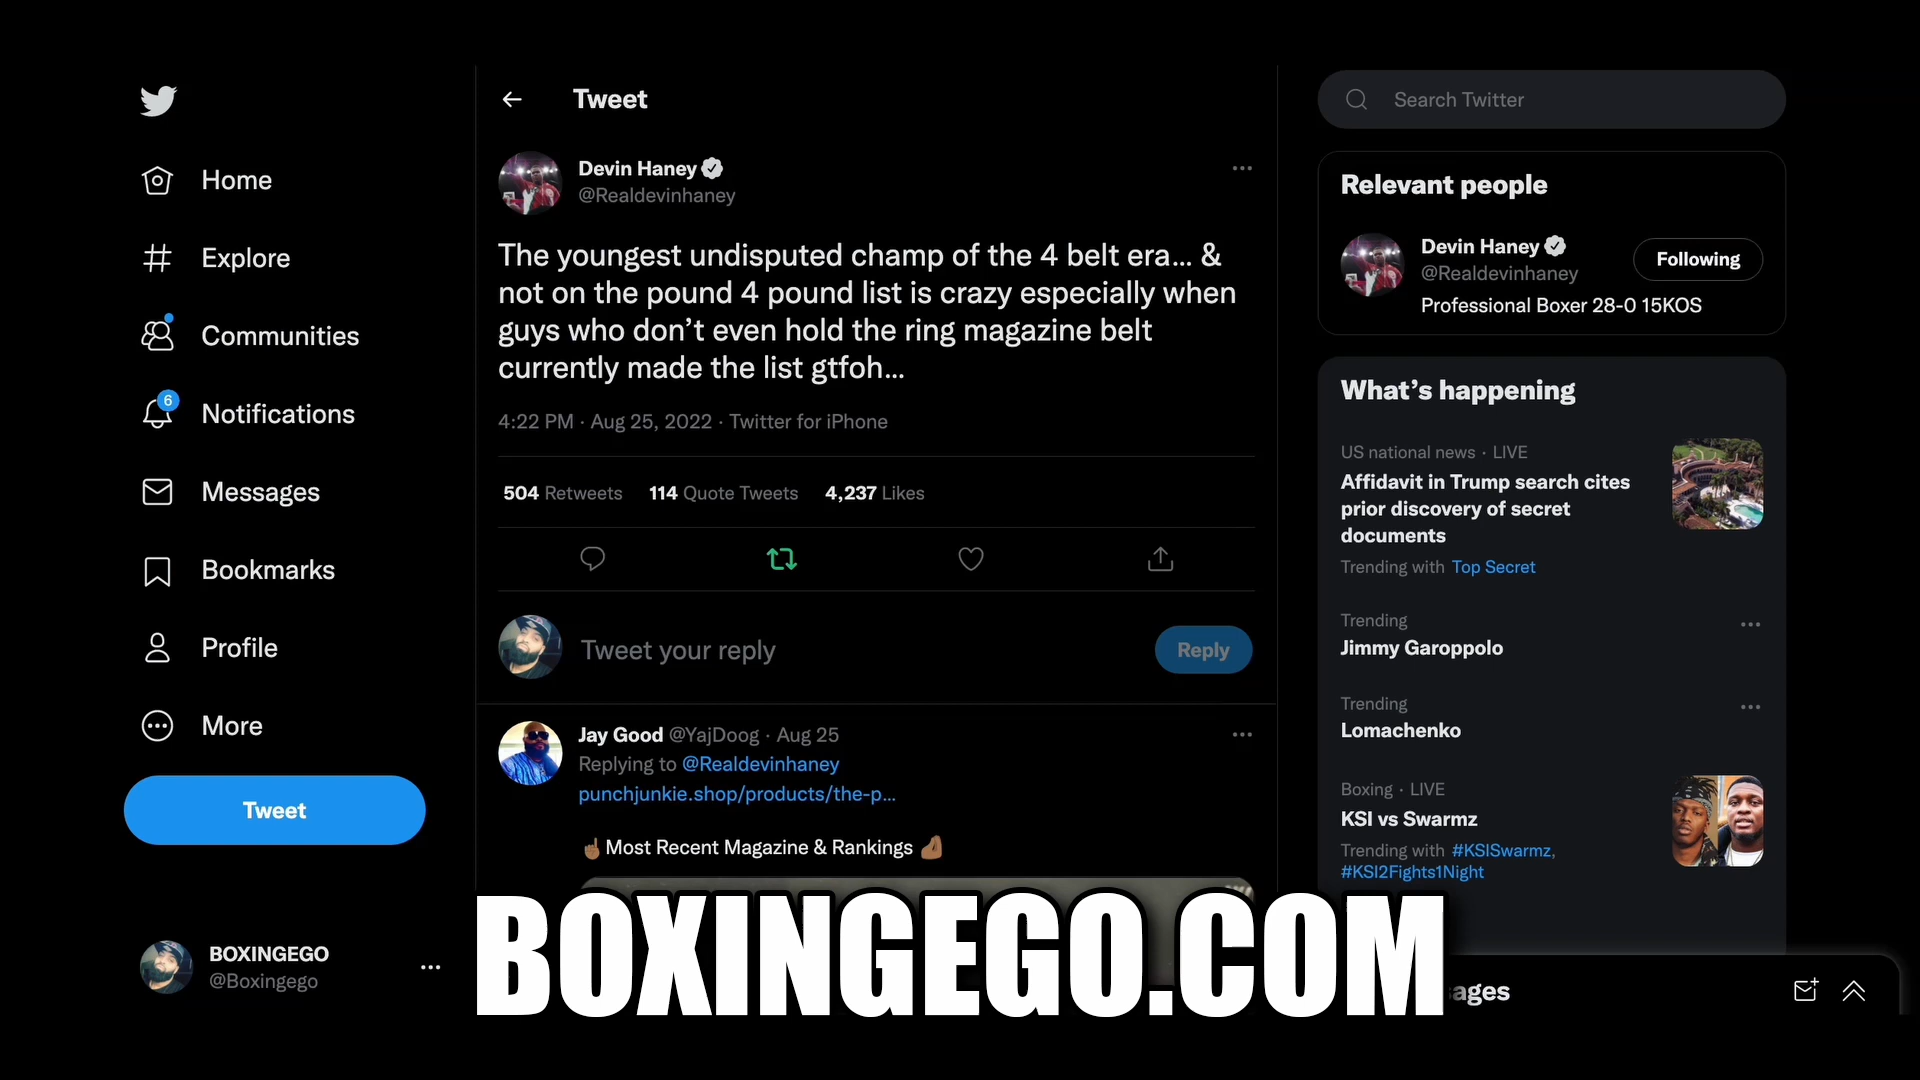 Home
Explore
Communities
6
Notifications
Messages
Bookmarks
Profile
More
Tweet
BOXINGEGO
@Boxingego
Tweet
Devin Haney
@Realdevinhaney
The youngest undisputed champ of the 4 belt era... &
not on the pound 4 pound list is crazy especially when
guys who don’t even hold the ring magazine belt
currently made the list gtfoh...
4:22 PM · Aug 25, 2022 · Twitter for iPhone
504 Retweets 114 Quote Tweets 4,237 Likes
Tweet your reply
Reply
Jay Good @YajDoog · Aug 25
Replying to @Realdevinhaney
punchjunkie.shop/products/the-p...
Most Recent Magazine & Rankings
BOXINGEGO.COM
Search Twitter
Relevant people
Devin Haney
@Realdevinhaney
Following
Professional Boxer 28-0 15KOS
What’s happening
US national news · LIVE
Affidavit in Trump search cites
prior discovery of secret
documents
Trending with Top Secret
Trending
Jimmy Garoppolo
Trending
Lomachenko
Boxing · LIVE
KSI vs Swarmz
Trending with #KSISwarmz,
#KSI2Fights1Night
ages